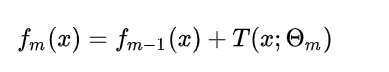 f_m(x) = f_{m−1}(x) + T(x; Θ_m)